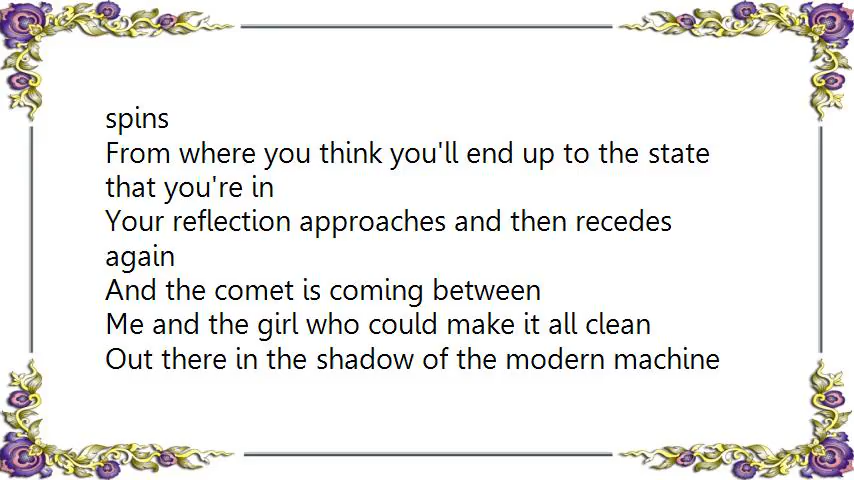 spins
From where you think you'll end up to the state
that you're in
Your reflection approaches and then recedes
again
And the comet is coming between
Me and the girl who could make it all clean
Out there in the shadow of the modern machine